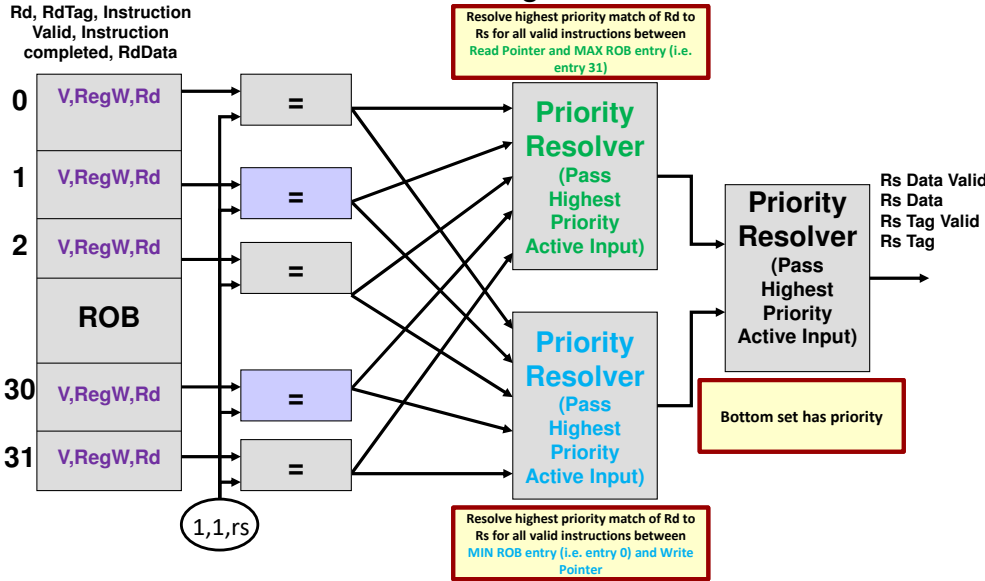 Rd, RdTag, Instruction
Valid, Instruction
completed, RdData
0
V,RegW,Rd
1
V,RegW,Rd
2
V,RegW,Rd
ROB
30
V,RegW,Rd
31
V,RegW,Rd
=
=
=
=
=
1,1,rs
Resolve highest priority match of Rd to
Rs for all valid instructions between
Read Pointer and MAX ROB entry (i.e.
entry 31)
Priority
Resolver
(Pass
Highest
Priority
Active Input)
Priority
Resolver
(Pass
Highest
Priority
Active Input)
Resolve highest priority match of Rd to
Rs for all valid instructions between
MIN ROB entry (i.e. entry 0) and Write
Pointer
Priority
Resolver
(Pass
Highest
Priority
Active Input)
Rs Data Valid
Rs Data
Rs Tag Valid
Rs Tag
Bottom set has priority